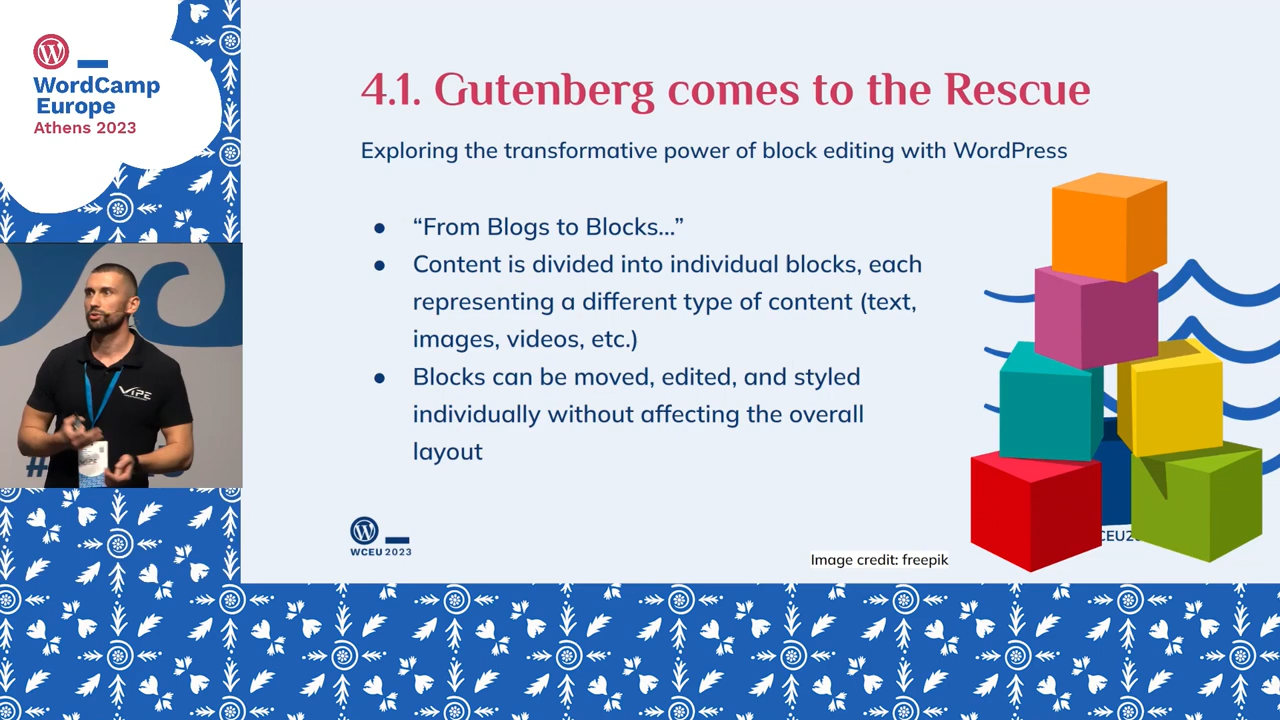 WordCamp
Europe
Athens 2023
4.1. Gutenberg comes to the Rescue
Exploring the transformative power of block editing with WordPress
● “From Blogs to Blocks...”
● Content is divided into individual blocks, each
representing a different type of content (text,
images, videos, etc.)
● Blocks can be moved, edited, and styled
individually without affecting the overall
layout
VIPE
#
WCEU 2023
Image credit: freepik